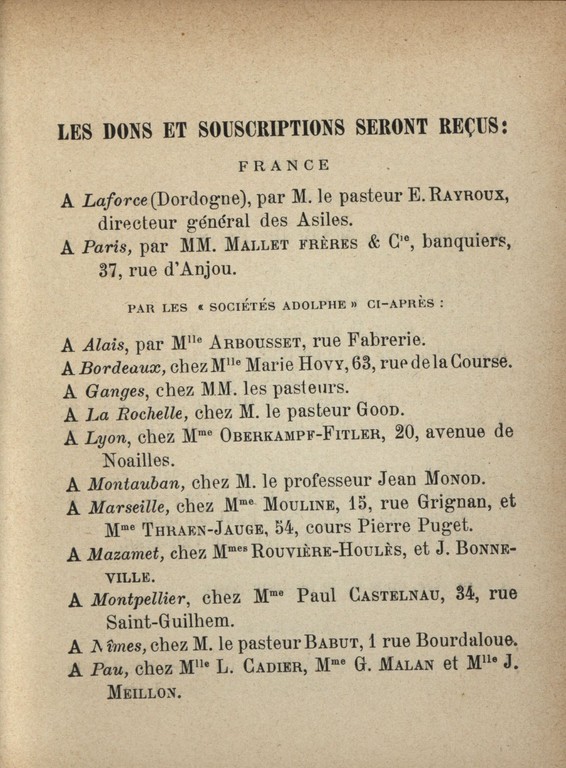 LES DONS ET SOUSCRIPTIONS SERONT REÇUS:
FRANCE
A Laforce (Dordogne), par M. le pasteur E. RAYROUX,
directeur général des Asiles.
A Paris, par MM. MALLET FRÈRES & Cie, banquiers,
37, rue d'Anjou.
PAR LES « SOCIÉTÉS ADOLPHE » CI-APRÈS :
A Alais, par Mlle ARBOUSSET, rue Fabrerie.
A Bordeaux, chez Mlle Marie HOVY, 63, rue de la Course.
A Ganges, chez MM. les pasteurs.
A La Rochelle, chez M. le pasteur GOOD.
A Lyon, chez Mme OBERKAMPF-FITLER, 20, avenue de
Noailles.
A Montauban, chez M. le professeur Jean MONOD.
A Marseille, chez Mme MOULINE, 15, rue Grignan, et
Mme THRAEN-JAUGE, 54, cours Pierre Puget.
A Mazamet, chez Mmes ROUVIÈRE-HOULÈS, et J. BONNE-
VILLE.
A Montpellier, chez Mme Paul CASTELNAU, 34, rue
Saint-Guilhem.
A Nîmes, chez M. le pasteur BABUT, 1 rue Bourdaloue.
A Pau, chez Mlle L. CADIER, Mme G. MALAN et Mlle J.
MEILLON.